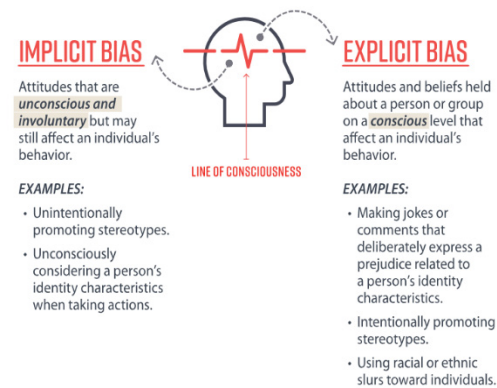 IMPLICIT BIAS
Attitudes that are
unconscious and
involuntary but may
still affect an individual's
behavior.
EXAMPLES:
• Unintentionally
promoting stereotypes.
• Unconsciously
considering a person's
identity characteristics
when taking actions.
LINE OF CONSCIOUSNESS
EXPLICIT BIAS
Attitudes and beliefs held
about a person or group
on a conscious level that
affect an individual's
behavior.
EXAMPLES:
• Making jokes or
comments that
deliberately express a
prejudice related to
a person's identity
characteristics.
• Intentionally promoting
stereotypes.
• Using racial or ethnic
slurs toward individuals.